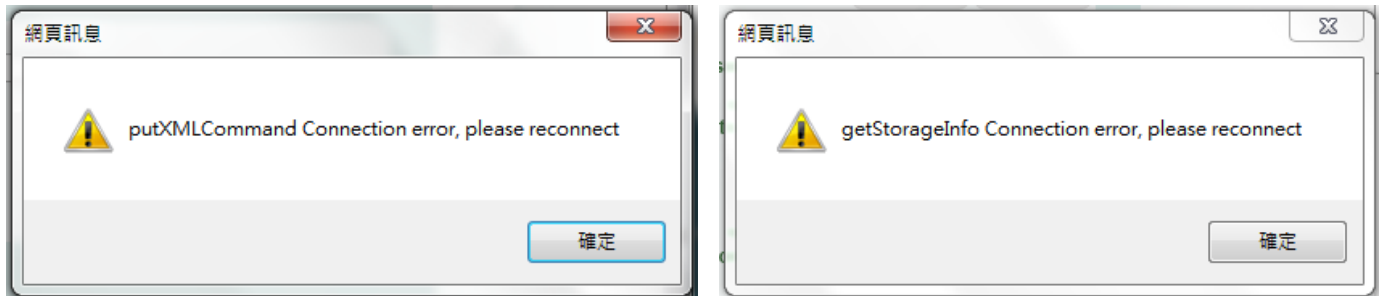 網頁訊息
putXMLCommand Connection error, please reconnect
確定
網頁訊息
getStorageInfo Connection error, please reconnect
確定